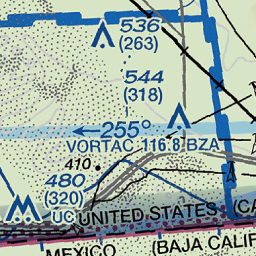 536
(263)
544
(318)
255°
VORTAC 116.8 BZA
410
480
(320)
UC
UNITED STATES (CA
MEXICO (BAJA CALIF